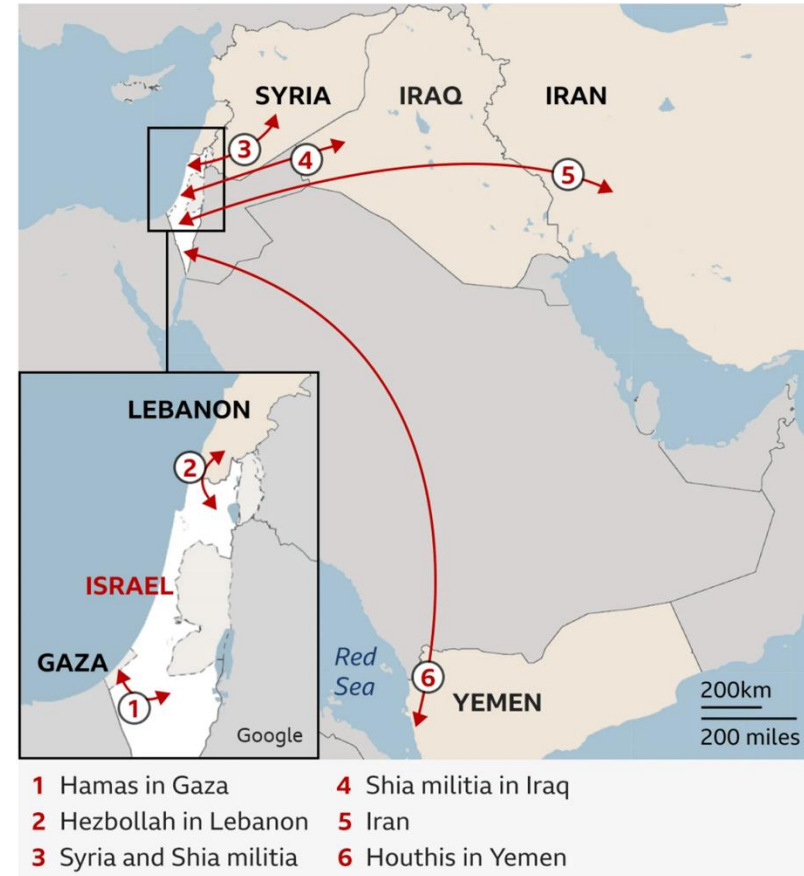 SYRIA
IRAQ
IRAN
3
4
5
LEBANON
2
ISRAEL
GAZA
1
Google
Red
Sea
6
YEMEN
200km
200 miles
1 Hamas in Gaza
2 Hezbollah in Lebanon
3 Syria and Shia militia
4 Shia militia in Iraq
5 Iran
6 Houthis in Yemen